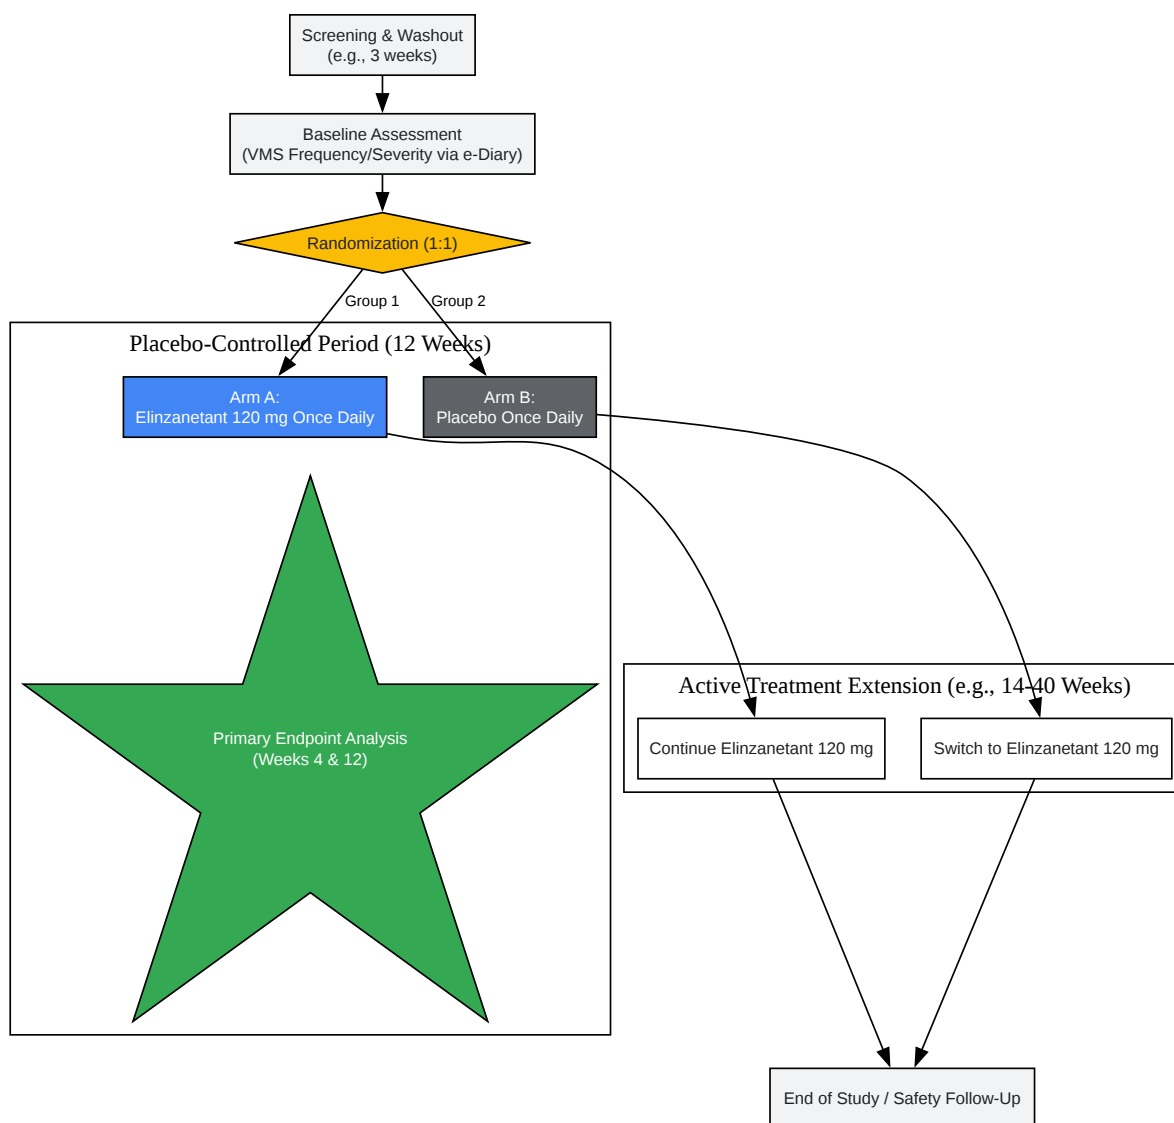 Screening & Washout
(e.g., 3 weeks)
Baseline Assessment
(VMS Frequency/Severity via e-Diary)
Randomization (1:1)
Group 1
Group 2
Placebo-Controlled Period (12 Weeks)
Arm A:
Elinzanetant 120 mg Once Daily
Arm B:
Placebo Once Daily
Primary Endpoint Analysis
(Weeks 4 & 12)
Active Treatment Extension (e.g., 14-40 Weeks)
Continue Elinzanetant 120 mg
Switch to Elinzanetant 120 mg
End of Study / Safety Follow-Up